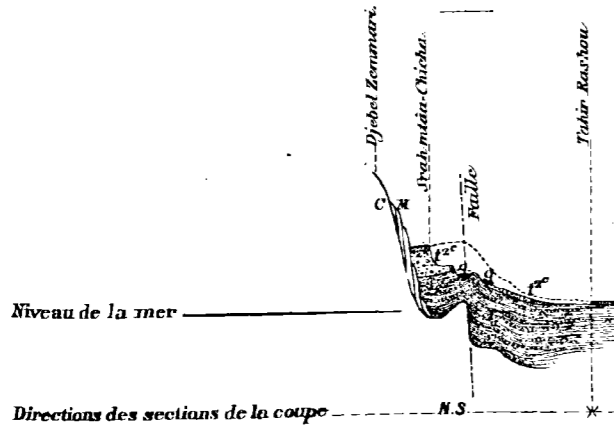 Djebel Zemmari.
Srah mtâa-Chicha
Faille
Tahir Rashou
C M
t²ᶜ
g
g
t²ᶜ
Niveau de la mer
Directions des sections de la coupe
N.S